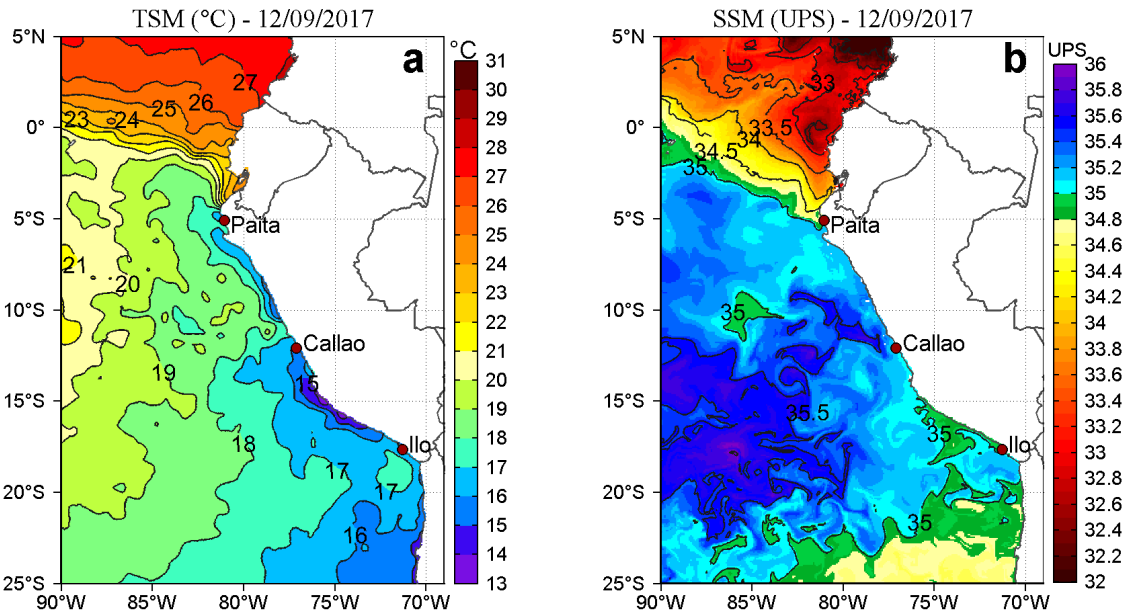 TSM (°C) - 12/09/2017
5°N
0°
5°S
10°S
15°S
20°S
25°S
90°W
85°W
80°W
75°W
70°W
a
27
26
25
24
23
21
20
19
18
17
17
16
15
Paita
Callao
Ilo
°C
31
30
29
28
27
26
25
24
23
22
21
20
19
18
17
16
15
14
13
SSM (UPS) - 12/09/2017
5°N
0°
5°S
10°S
15°S
20°S
25°S
90°W
85°W
80°W
75°W
70°W
b
33
33.5
34
34.5
35
35
35.5
35
35
Paita
Callao
Ilo
UPS
36
35.8
35.6
35.4
35.2
35
34.8
34.6
34.4
34.2
34
33.8
33.6
33.4
33.2
33
32.8
32.6
32.4
32.2
32